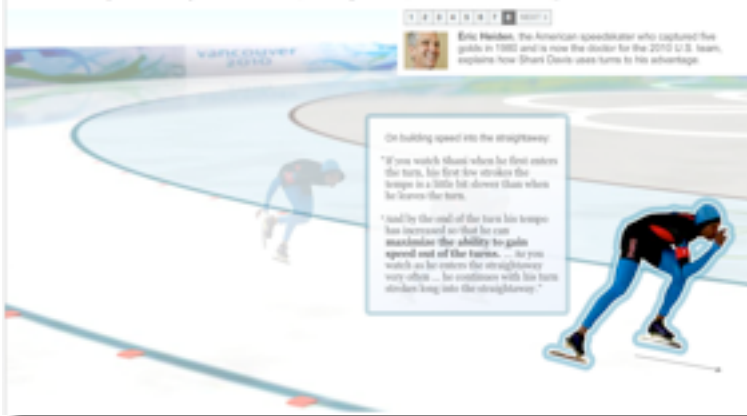 1 2 3 4 5 6 7 8 NEXT
Eric Heiden, the American speedskater who captured five
golds in 1980 and is now the doctor for the 2010 U.S. team,
explains how Shani Davis uses turns to his advantage.
vancouver
2010
On building speed into the straightaway:
"If you watch Shani when he first enters
the turn, his first few strokes the
tempo is a little bit slower than when
he leaves the turn.
"And by the end of the turn his tempo
has increased so that he can
maximize the ability to gain
speed out of the turns. ... As you
watch as he enters the straightaway
very often ... he continues with his turn
strokes long into the straightaway."